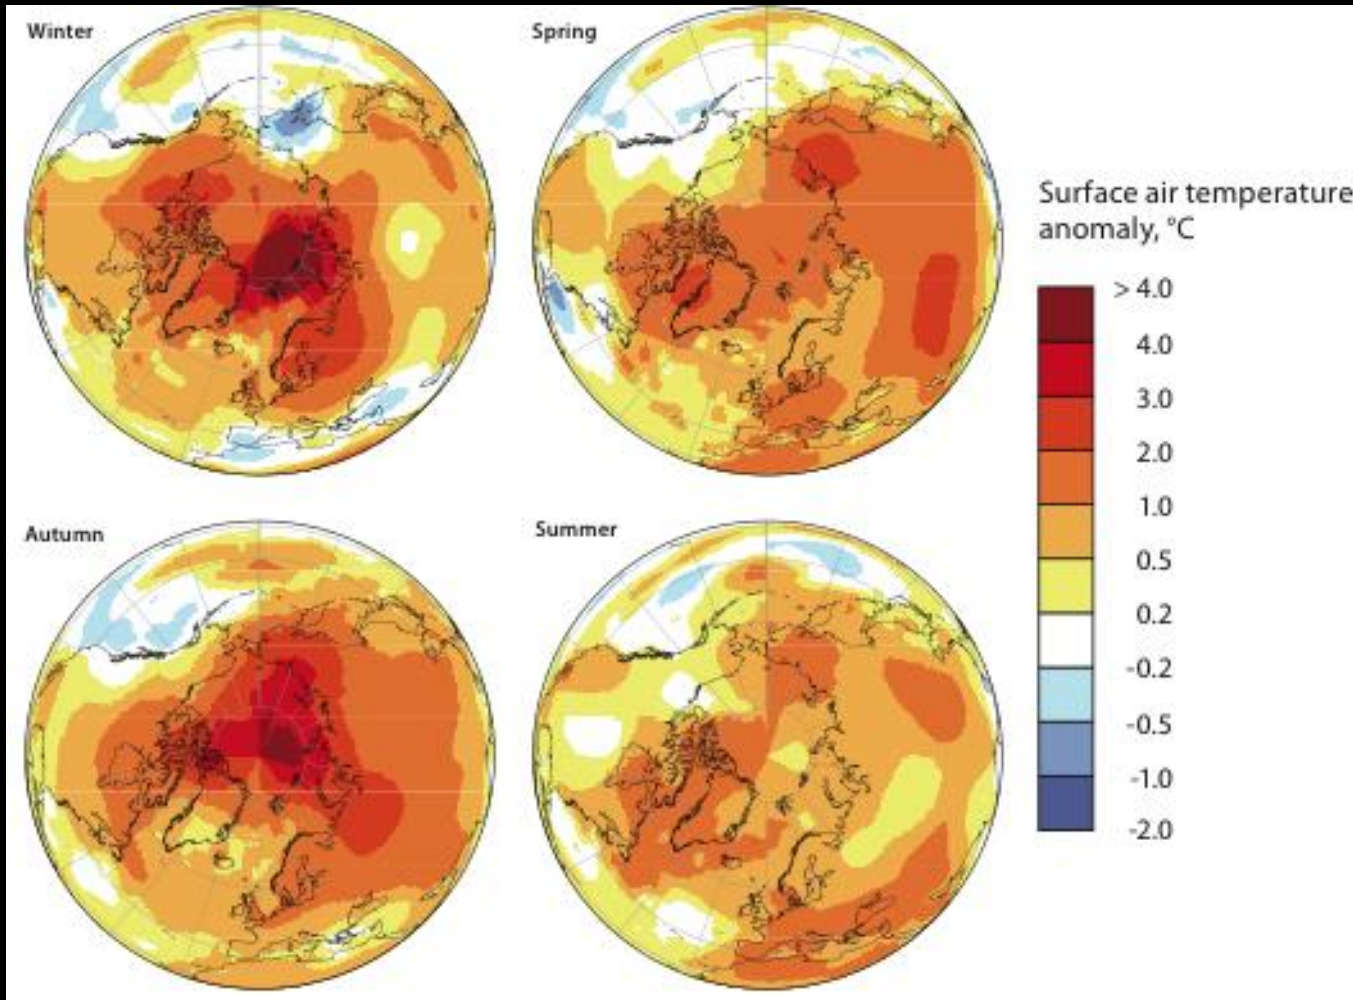 Winter
Spring
Surface air temperature
anomaly, °C
> 4.0
4.0
3.0
2.0
1.0
0.5
0.2
-0.2
-0.5
-1.0
-2.0
Autumn
Summer